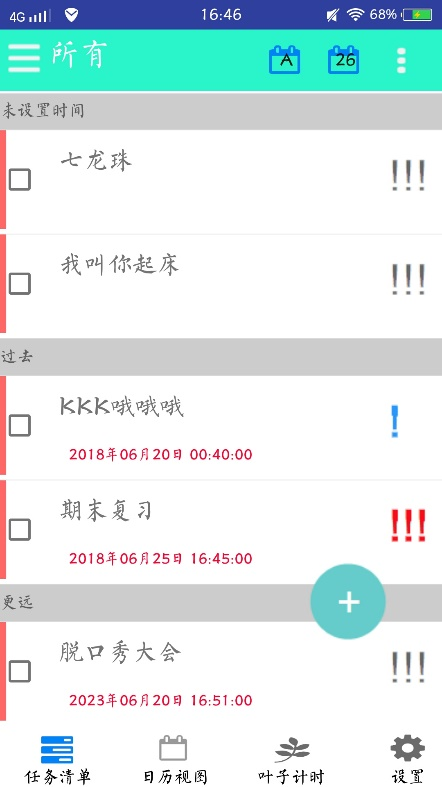 4G 16:46 68%
所有 A 26
未设置时间
七龙珠 !!!
我叫你起床 !!!
过去
KKK哦哦哦 !
2018年06月20日 00:40:00
期末复习 !!!
2018年06月25日 16:45:00
更远
+
脱口秀大会 !!!
2023年06月20日 16:51:00
任务清单 日历视图 叶子计时 设置